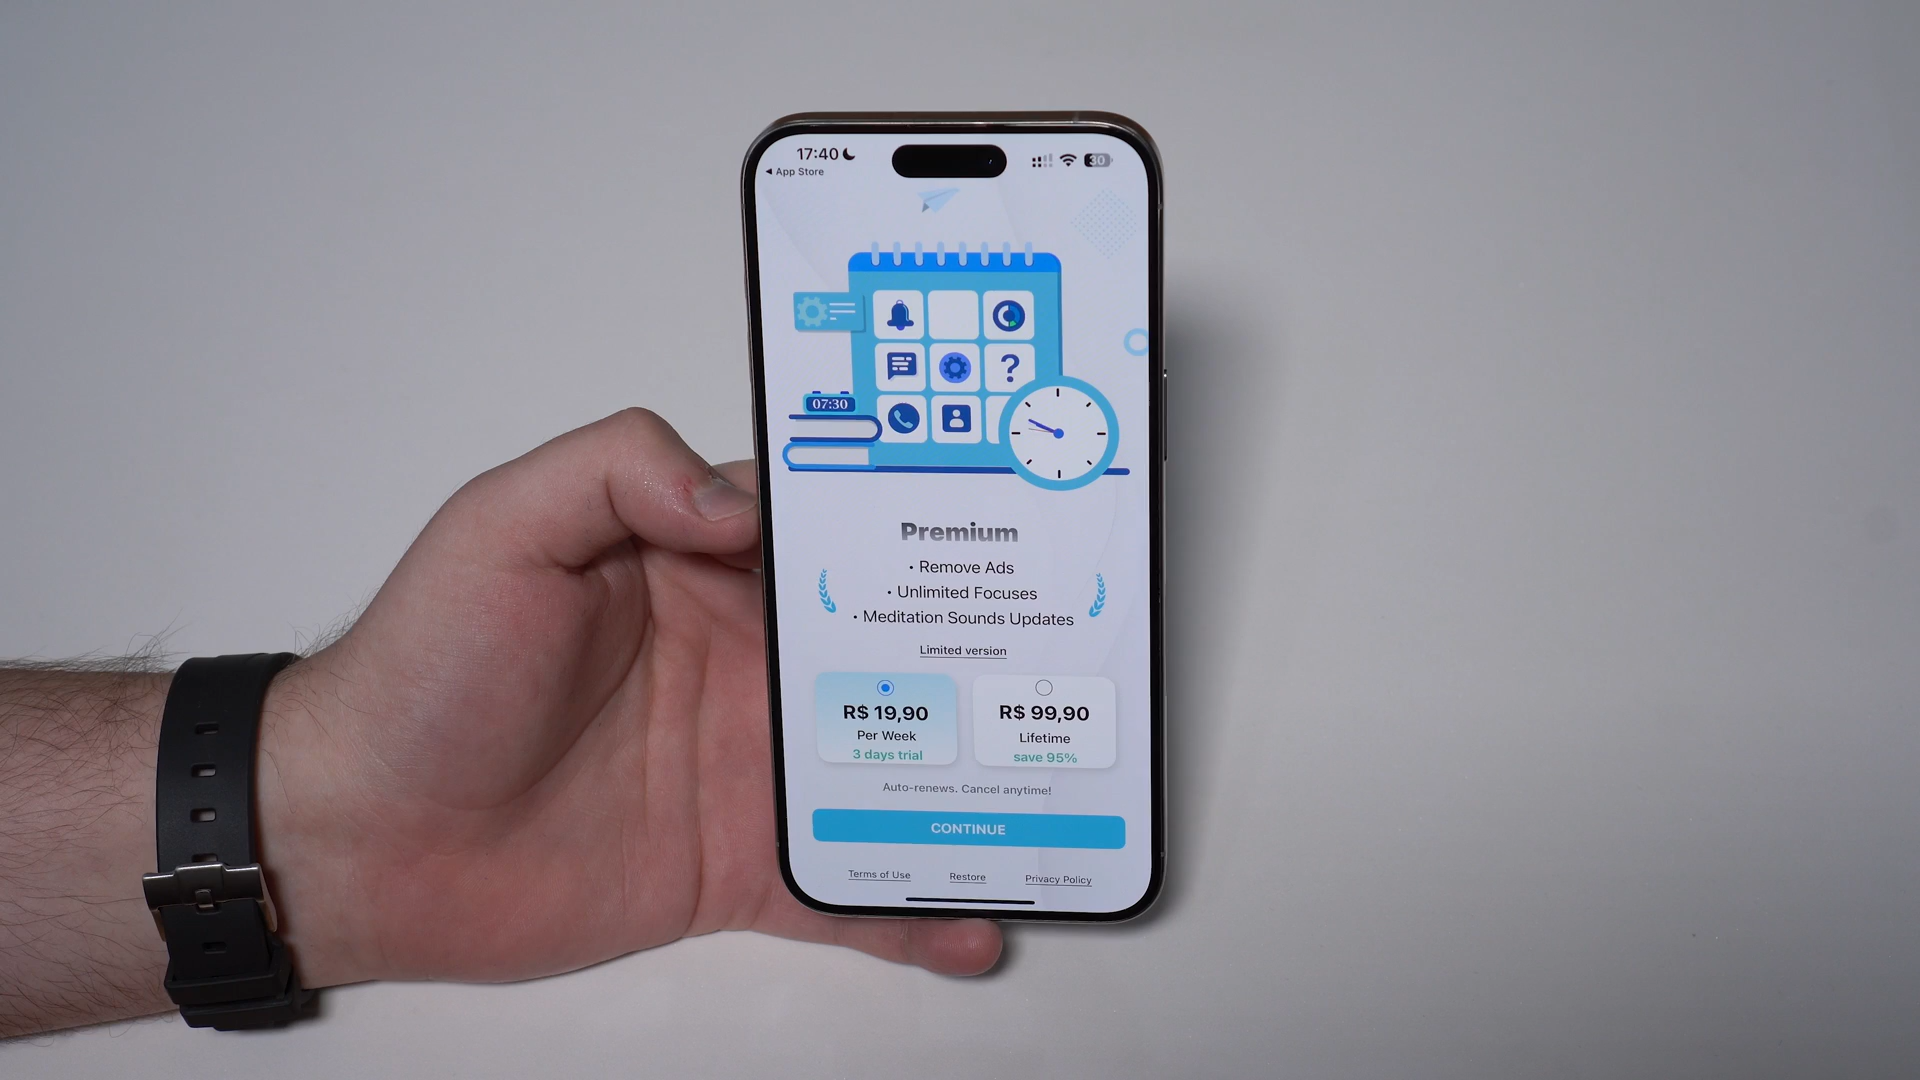 17:40
30
◀ App Store
?
07:30
Premium
• Remove Ads
• Unlimited Focuses
• Meditation Sounds Updates
Limited version
R$ 19,90
Per Week
3 days trial
R$ 99,90
Lifetime
save 95%
Auto-renews. Cancel anytime!
CONTINUE
Terms of Use
Restore
Privacy Policy